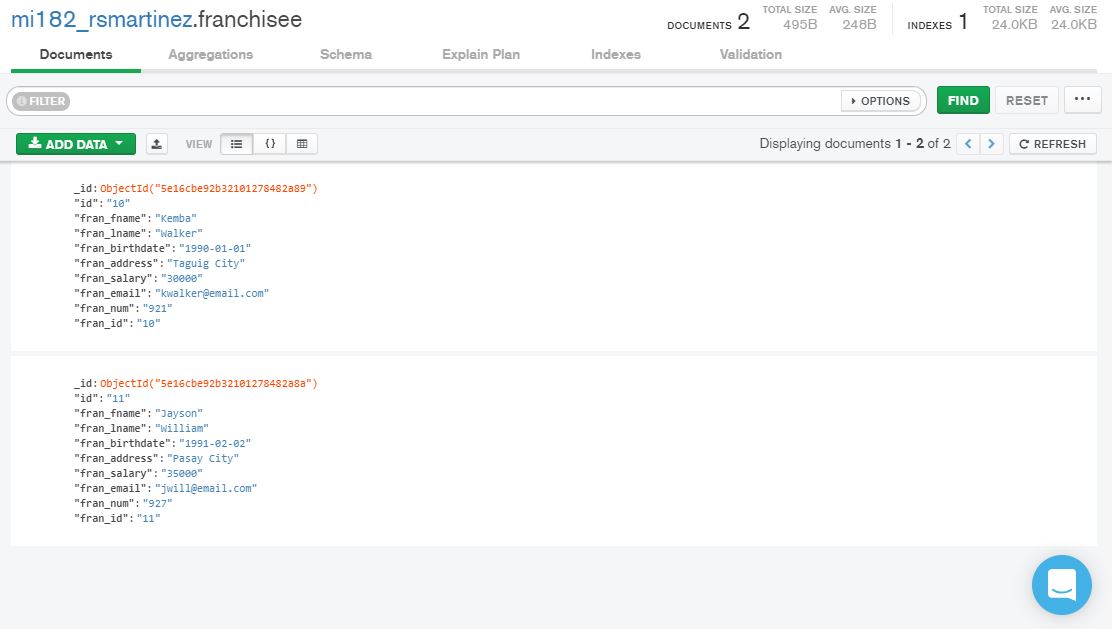 mi182_rsmartinez.franchisee
DOCUMENTS 2 TOTAL SIZE 495B AVG. SIZE 248B INDEXES 1 TOTAL SIZE 24.0KB AVG. SIZE 24.0KB
Documents Aggregations Schema Explain Plan Indexes Validation
FILTER OPTIONS FIND RESET ...
ADD DATA VIEW {} Displaying documents 1 - 2 of 2 < > REFRESH
_id: ObjectId("5e16cbe92b32101278482a89")
"id": "10"
"fran_fname": "Kemba"
"fran_lname": "Walker"
"fran_birthdate": "1990-01-01"
"fran_address": "Taguig City"
"fran_salary": "30000"
"fran_email": "kwalker@email.com"
"fran_num": "921"
"fran_id": "10"
_id: ObjectId("5e16cbe92b32101278482a8a")
"id": "11"
"fran_fname": "Jayson"
"fran_lname": "William"
"fran_birthdate": "1991-02-02"
"fran_address": "Pasay City"
"fran_salary": "35000"
"fran_email": "jwill@email.com"
"fran_num": "927"
"fran_id": "11"